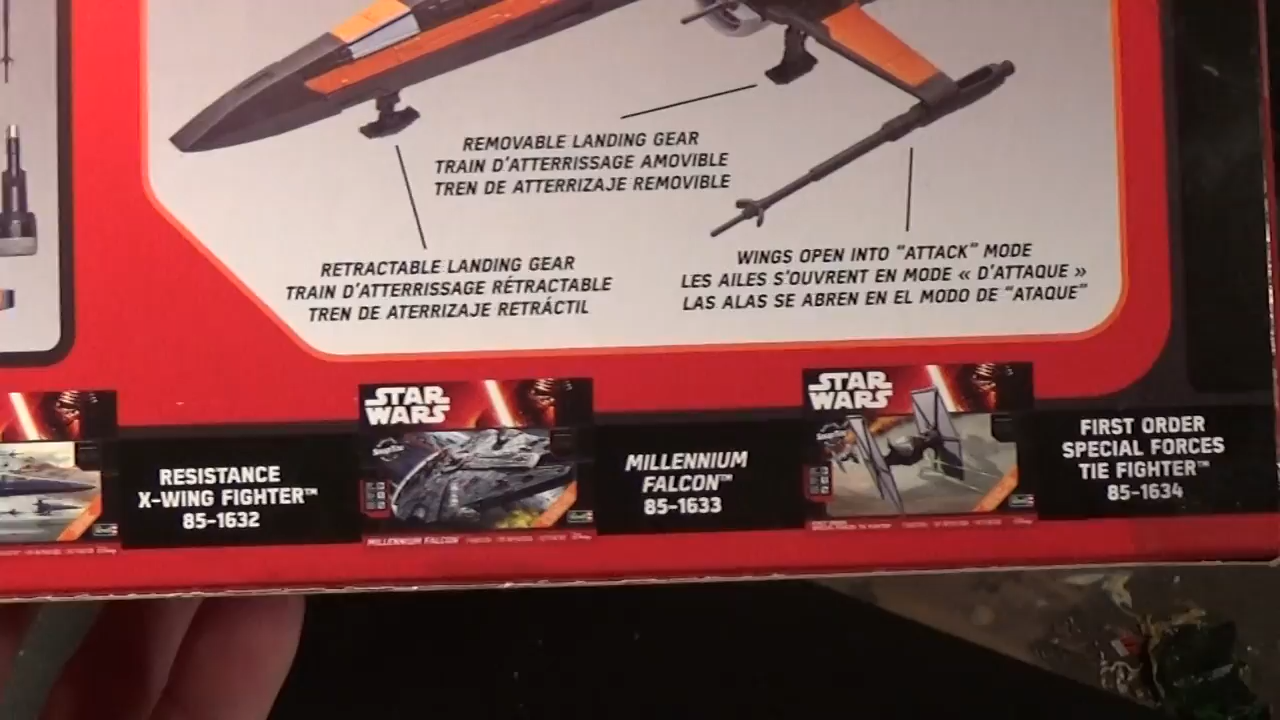 REMOVABLE LANDING GEAR
TRAIN D'ATTERRISSAGE AMOVIBLE
TREN DE ATERRIZAJE REMOVIBLE
RETRACTABLE LANDING GEAR
TRAIN D'ATTERRISSAGE RÉTRACTABLE
TREN DE ATERRIZAJE RETRÁCTIL
WINGS OPEN INTO "ATTACK" MODE
LES AILES S'OUVRENT EN MODE « D'ATTAQUE »
LAS ALAS SE ABREN EN EL MODO DE "ATAQUE"
RESISTANCE
X-WING FIGHTER™
85-1632
STAR
WARS
MILLENNIUM FALCON
MILLENNIUM
FALCON™
85-1633
STAR
WARS
FIRST ORDER
SPECIAL FORCES
TIE FIGHTER™
85-1634